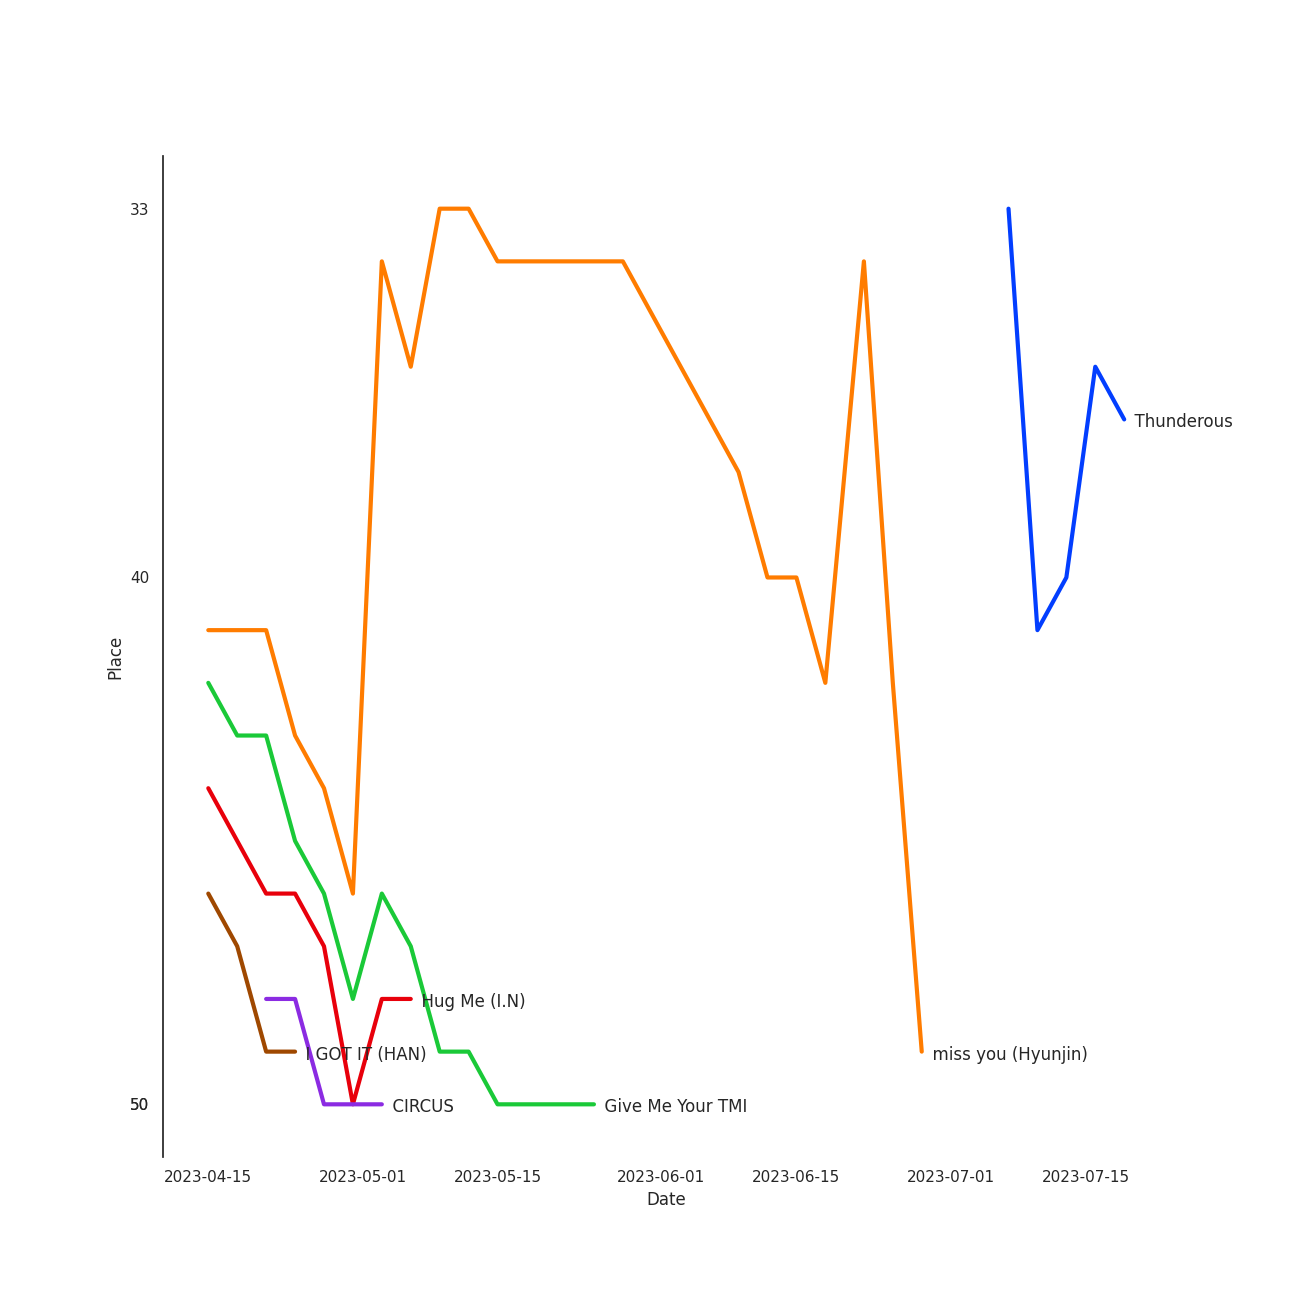 33
40
50
Place
Thunderous
Hug Me (I.N)
I GOT IT (HAN)
miss you (Hyunjin)
CIRCUS
Give Me Your TMI
2023-04-15
2023-05-01
2023-05-15
2023-06-01
2023-06-15
2023-07-01
2023-07-15
Date